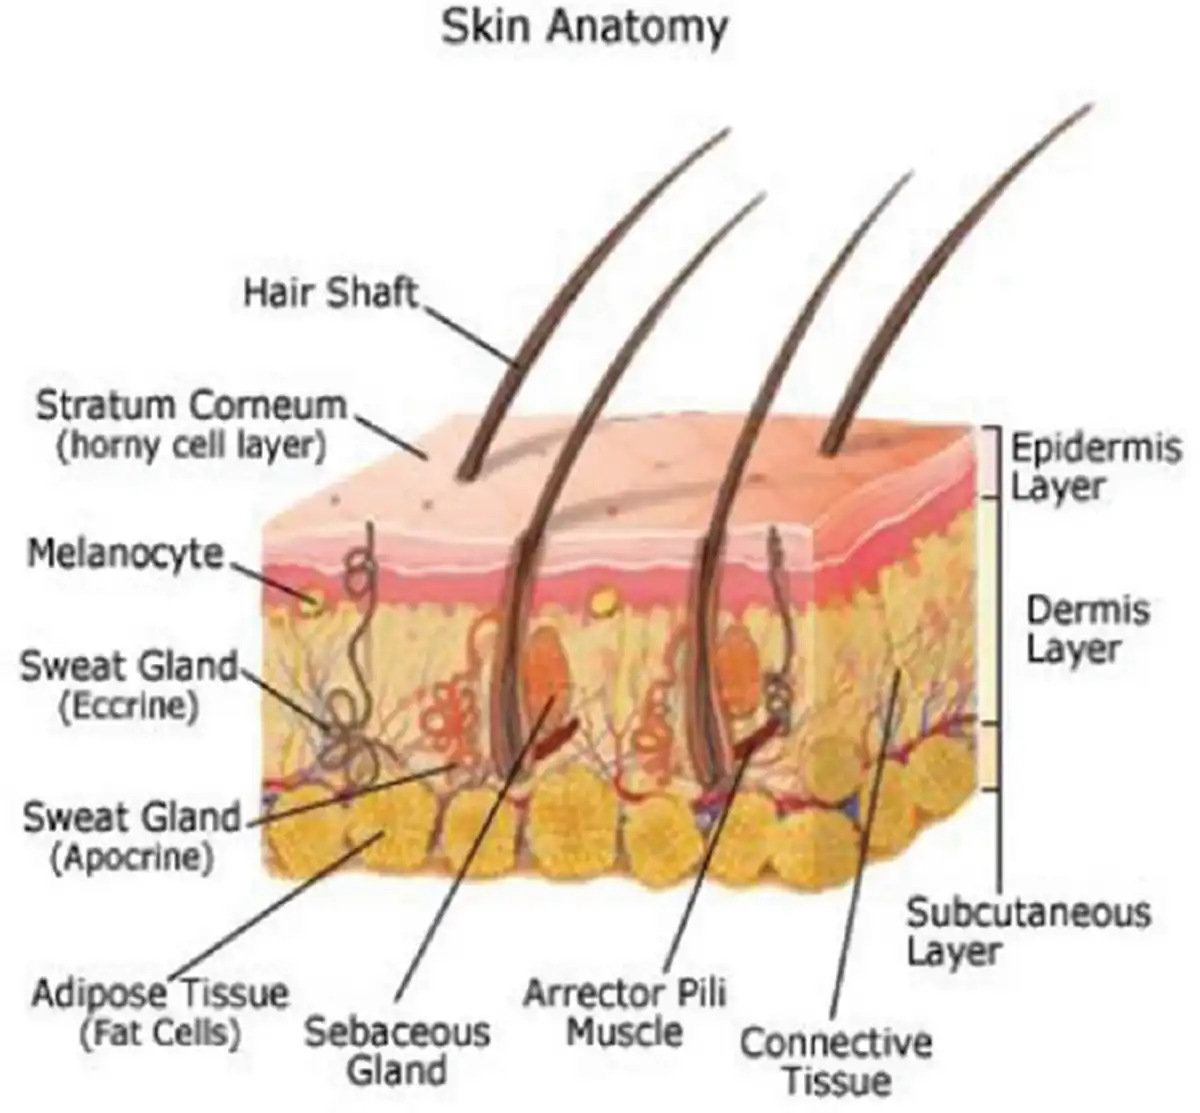 Skin Anatomy
Hair Shaft
Stratum Corneum
(horny cell layer)
Melanocyte
Sweat Gland
(Eccrine)
Sweat Gland
(Apocrine)
Adipose Tissue
(Fat Cells)
Sebaceous
Gland
Arrector Pili
Muscle
Connective
Tissue
Epidermis
Layer
Dermis
Layer
Subcutaneous
Layer